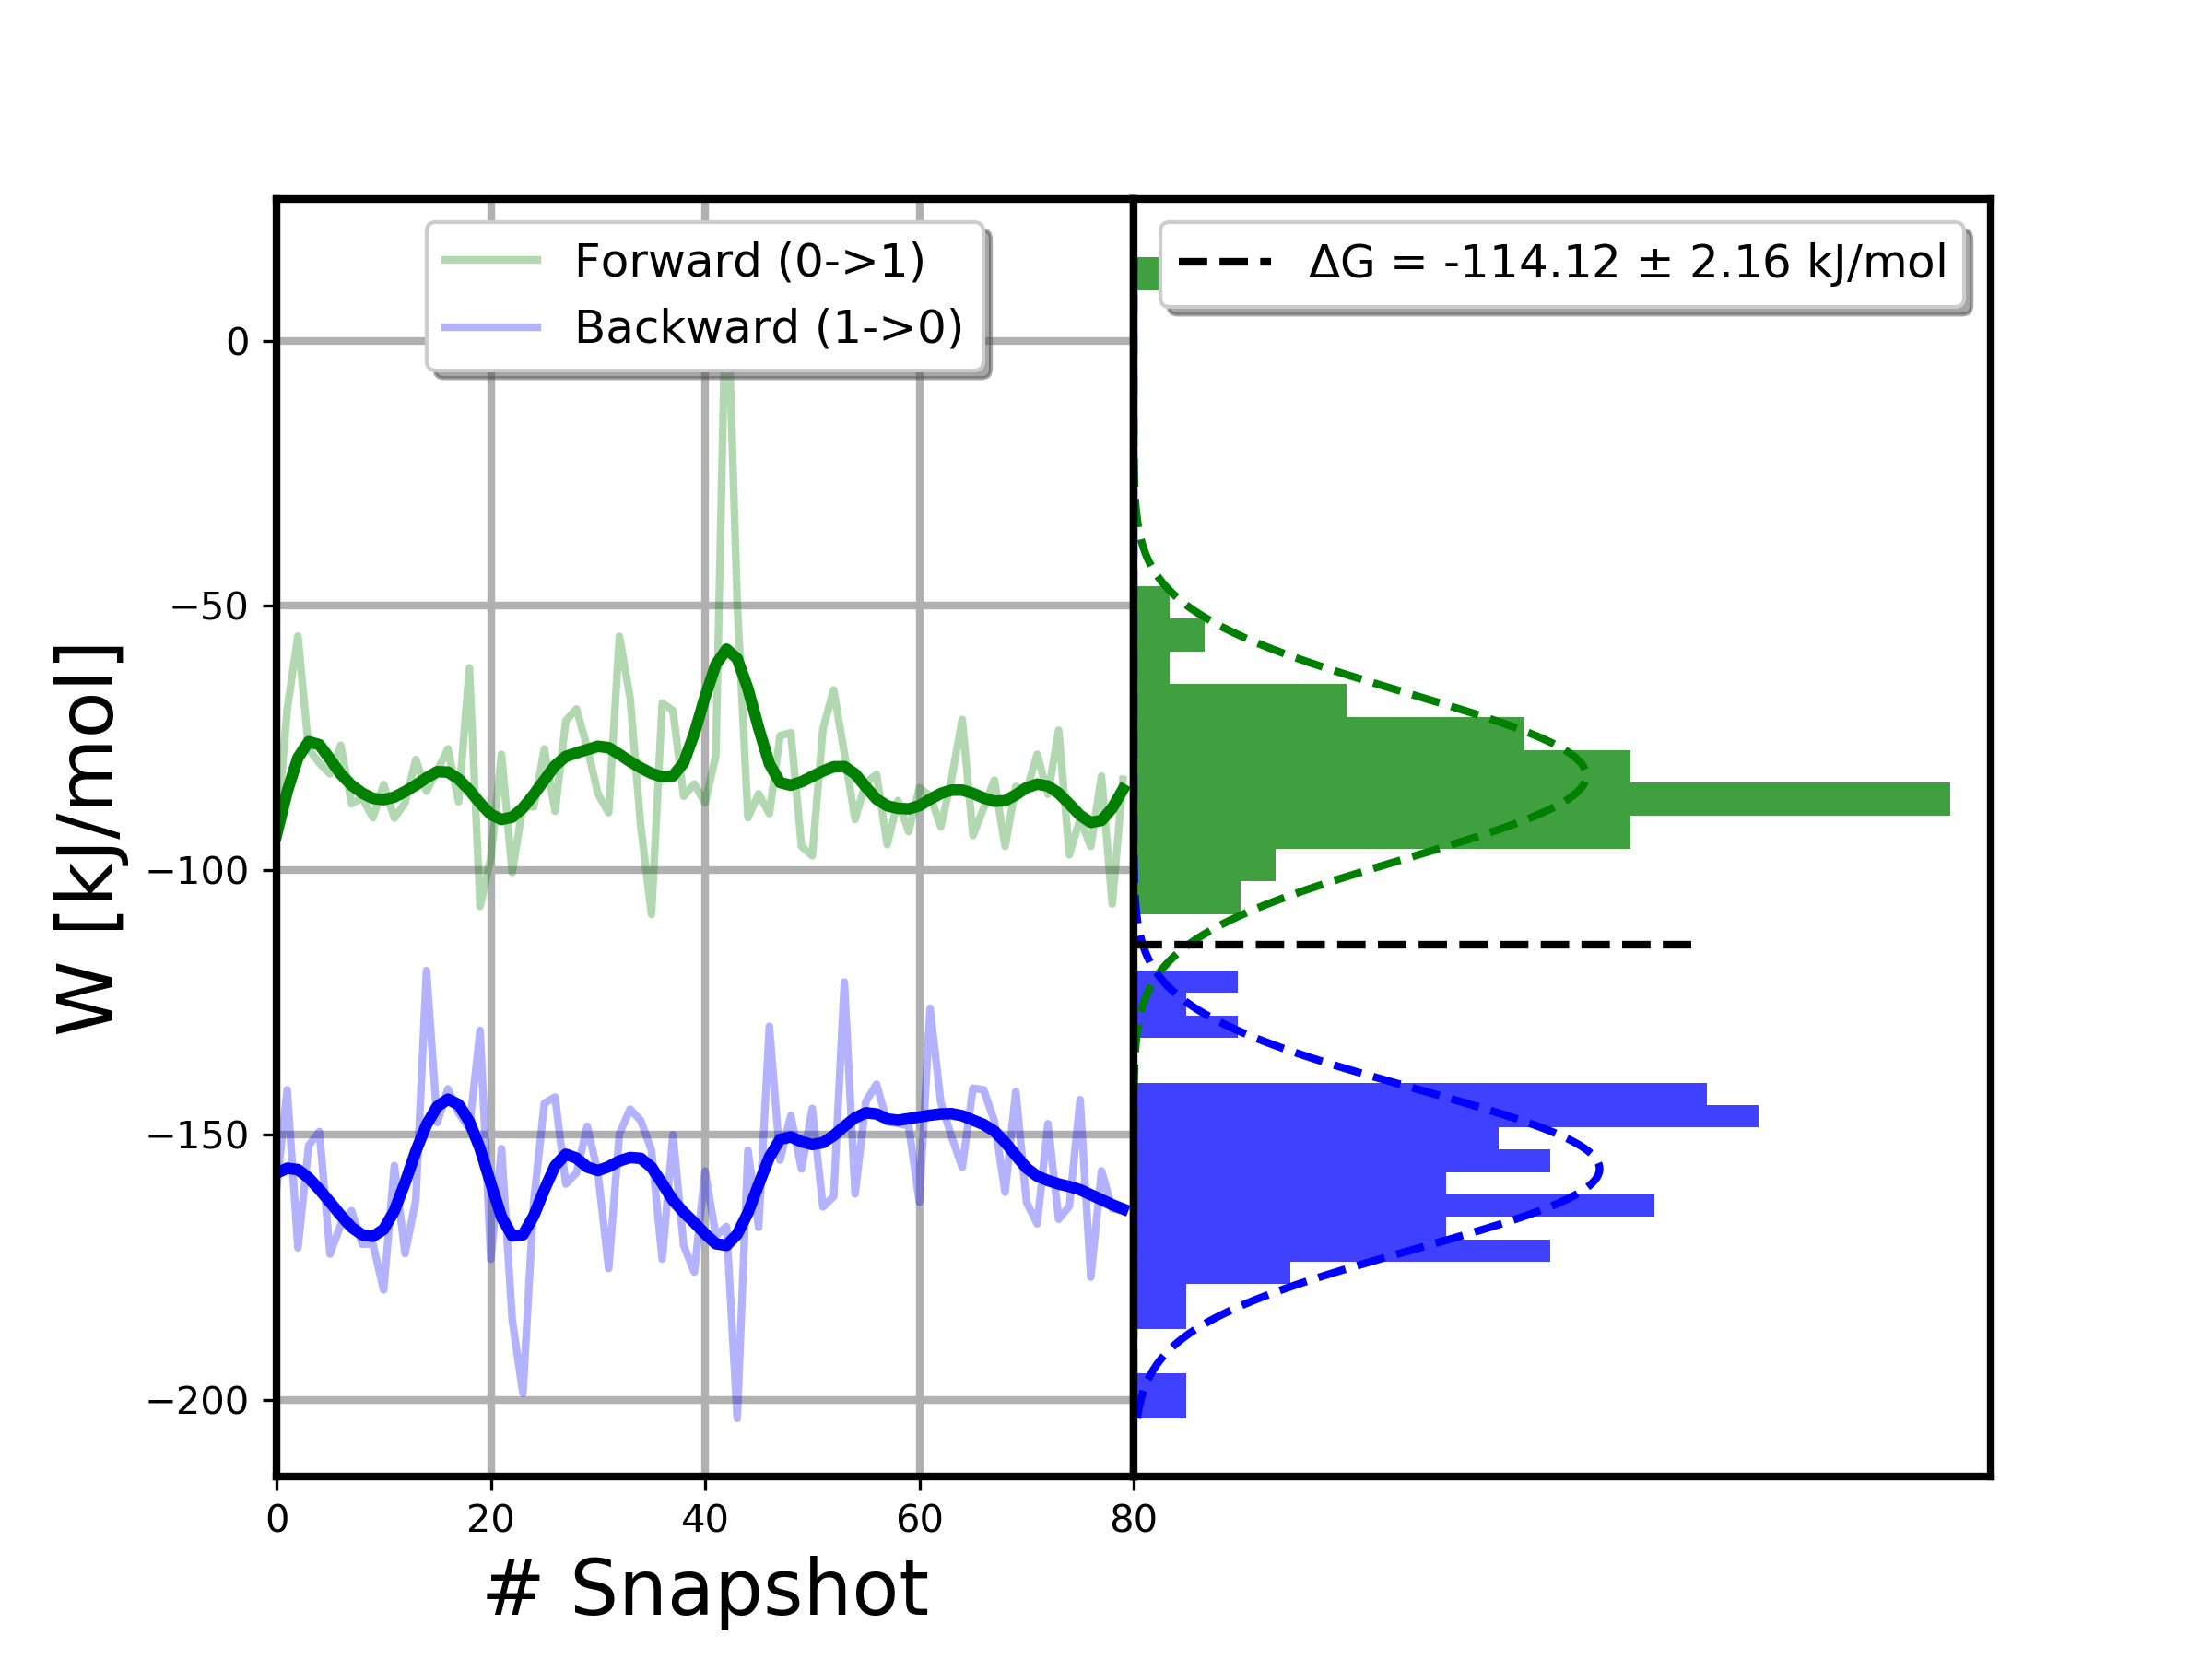 Forward (0->1)
Backward (1->0)
ΔG = -114.12 ± 2.16 kJ/mol
W [kJ/mol]
0
−50
−100
−150
−200
0 20 40 60 80
# Snapshot